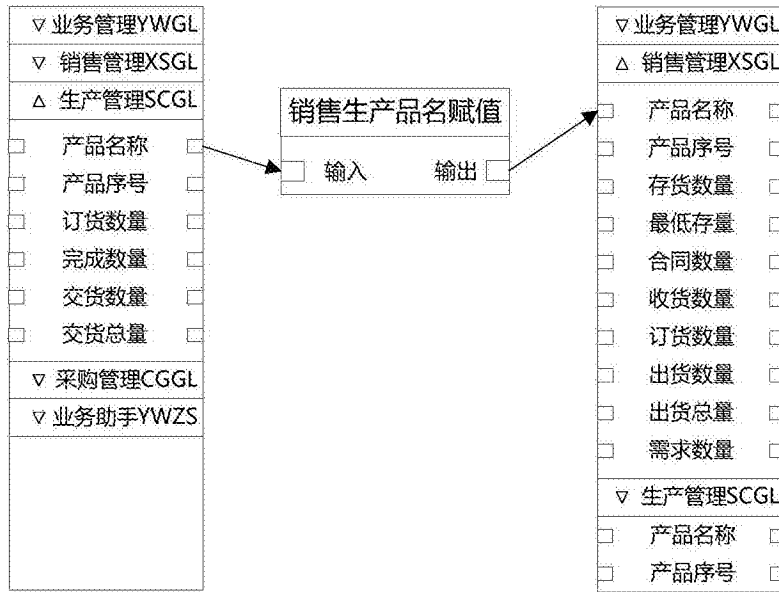 ▽ 业务管理YWGL
▽ 销售管理XSGL
△ 生产管理SCGL
产品名称
产品序号
订货数量
完成数量
交货数量
交货总量
▽ 采购管理CGGL
▽ 业务助手YWZS
销售生产品名赋值
输入 输出
▽ 业务管理YWGL
△ 销售管理XSGL
产品名称
产品序号
存货数量
最低存量
合同数量
收货数量
订货数量
出货数量
出货总量
需求数量
▽ 生产管理SCGL
产品名称
产品序号